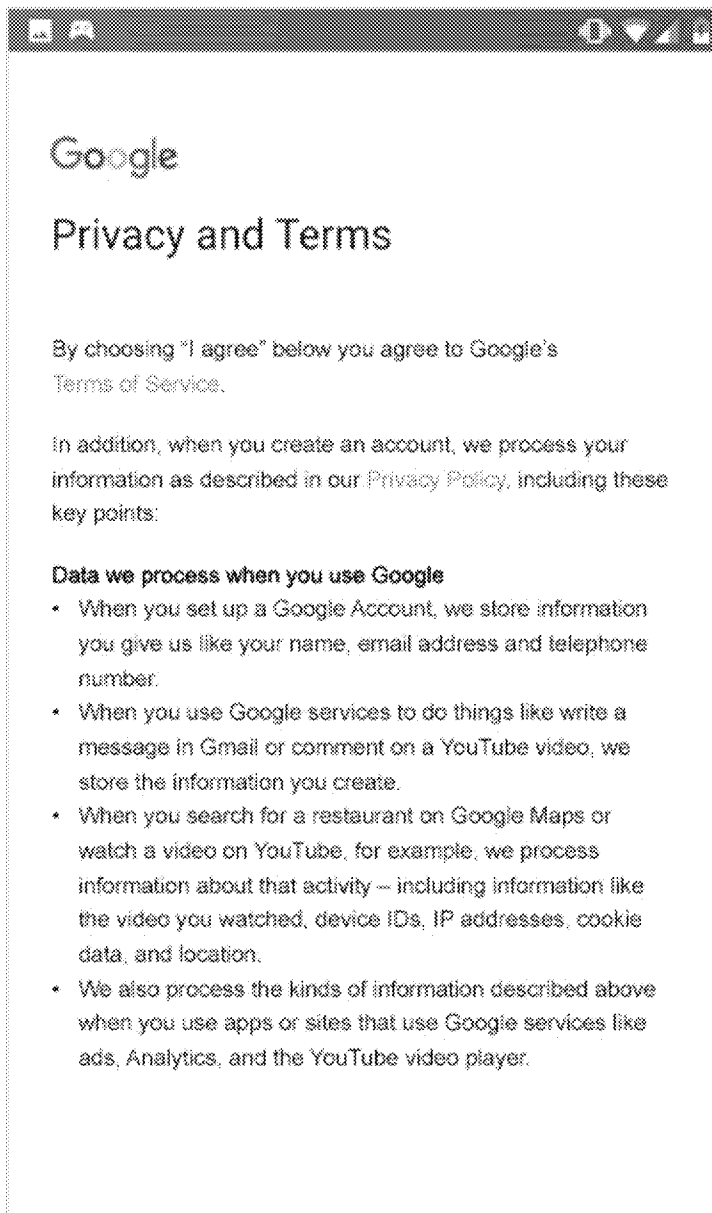 Google
Privacy and Terms
By choosing “I agree” below you agree to Google’s
Terms of Service.
In addition, when you create an account, we process your
information as described in our Privacy Policy, including these
key points:
Data we process when you use Google
• When you set up a Google Account, we store information
you give us like your name, email address and telephone
number.
• When you use Google services to do things like write a
message in Gmail or comment on a YouTube video, we
store the information you create.
• When you search for a restaurant on Google Maps or
watch a video on YouTube, for example, we process
information about that activity – including information like
the video you watched, device IDs, IP addresses, cookie
data, and location.
• We also process the kinds of information described above
when you use apps or sites that use Google services like
ads, Analytics, and the YouTube video player.